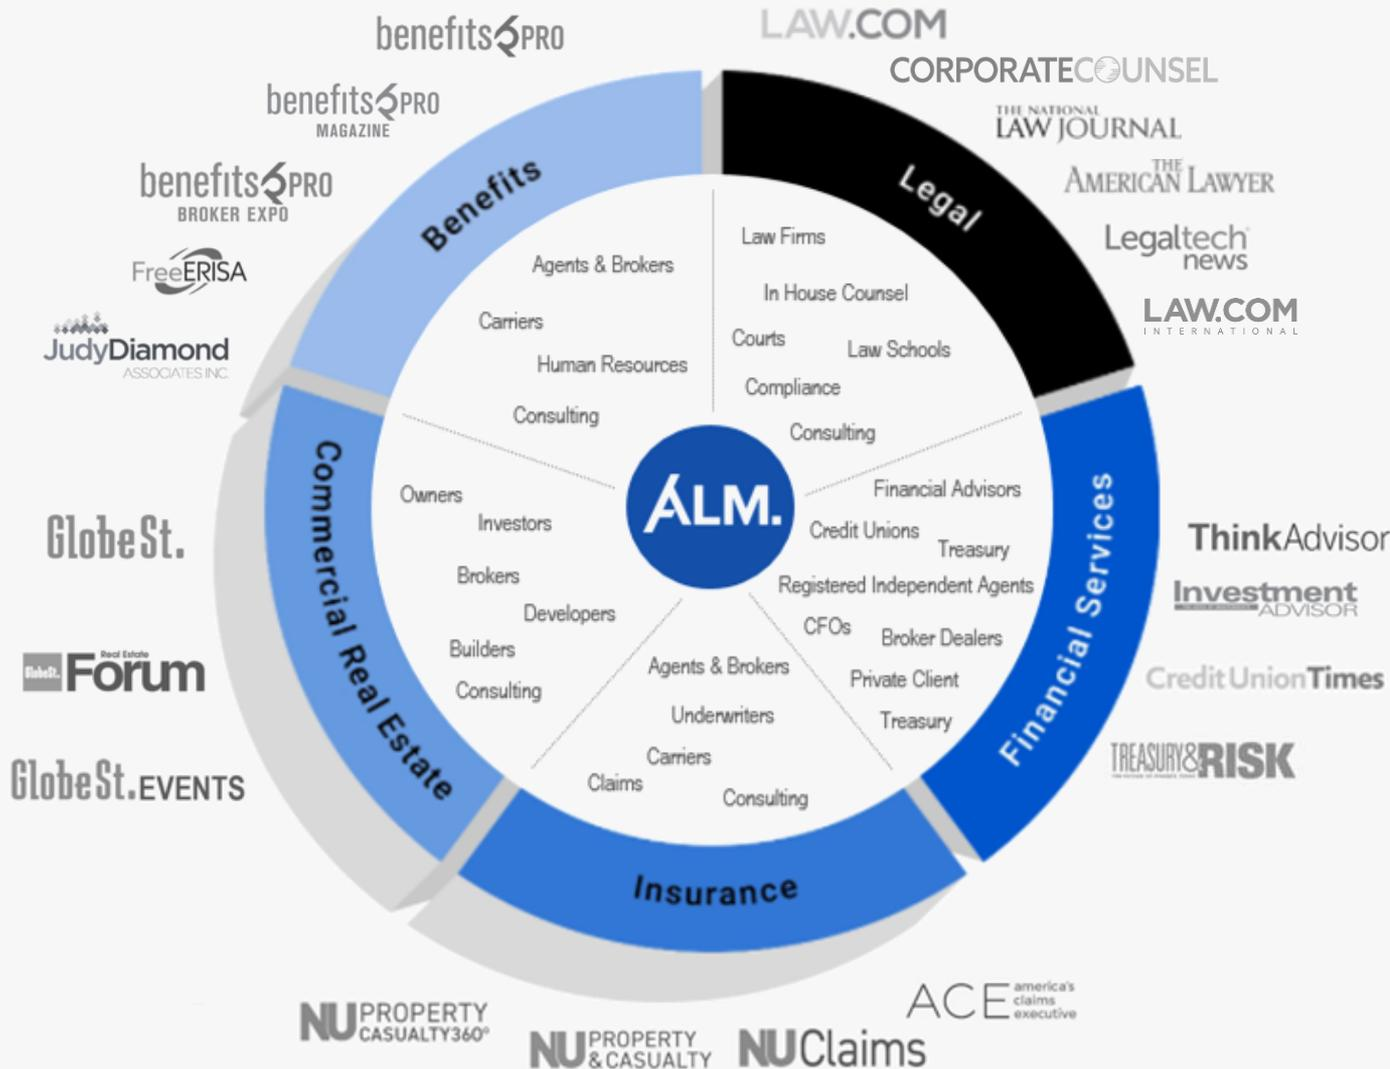 benefitsPRO
LAW.COM
CORPORATECOUNSEL
benefitsPRO
MAGAZINE
THE NATIONAL
LAW JOURNAL
benefitsPRO
BROKER EXPO
THE
AMERICAN LAWYER
Legaltech
news
FreeERISA
LAW.COM
INTERNATIONAL
JudyDiamond
ASSOCIATES INC.
Benefits
Agents & Brokers
Carriers
Human Resources
Consulting
Legal
Law Firms
In House Counsel
Courts
Law Schools
Compliance
Consulting
ALM.
Commercial Real Estate
Owners
Investors
Brokers
Developers
Builders
Consulting
Financial Services
Financial Advisors
Credit Unions
Treasury
Registered Independent Agents
CFOs
Broker Dealers
Private Client
Treasury
Insurance
Agents & Brokers
Underwriters
Carriers
Claims
Consulting
GlobeSt.
GlobeSt. Real Estate
Forum
GlobeSt.EVENTS
ThinkAdvisor
Investment
ADVISOR
CreditUnionTimes
TREASURY&RISK
NU PROPERTY
CASUALTY360°
NU PROPERTY
& CASUALTY
NUClaims
ACE america's
claims
executive